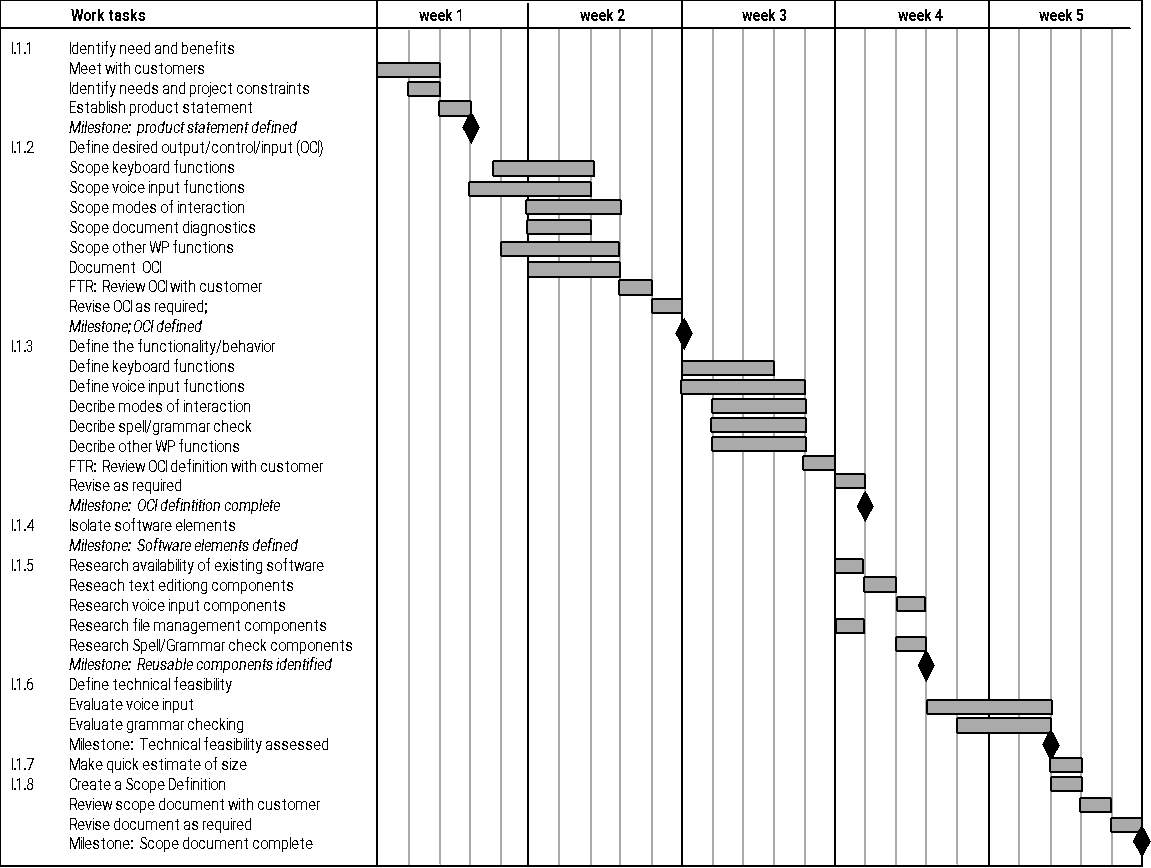 Work tasks week 1 week 2 week 3 week 4 week 5
I.1.1 Identify need and benefits
Meet with customers
Identify needs and project constraints
Establish product statement
Milestone: product statement defined
I.1.2 Define desired output/control/input (OCI)
Scope keyboard functions
Scope voice input functions
Scope modes of interaction
Scope document diagnostics
Scope other WP functions
Document OCI
FTR: Review OCI with customer
Revise OCI as required;
Milestone; OCI defined
I.1.3 Define the functionality/behavior
Define keyboard functions
Define voice input functions
Decribe modes of interaction
Decribe spell/grammar check
Decribe other WP functions
FTR: Review OCI definition with customer
Revise as required
Milestone: OCI defintition complete
I.1.4 Isolate software elements
Milestone: Software elements defined
I.1.5 Research availability of existing software
Reseach text editiong components
Research voice input components
Research file management components
Research Spell/Grammar check components
Milestone: Reusable components identified
I.1.6 Define technical feasibility
Evaluate voice input
Evaluate grammar checking
Milestone: Technical feasibility assessed
I.1.7 Make quick estimate of size
I.1.8 Create a Scope Definition
Review scope document with customer
Revise document as required
Milestone: Scope document complete